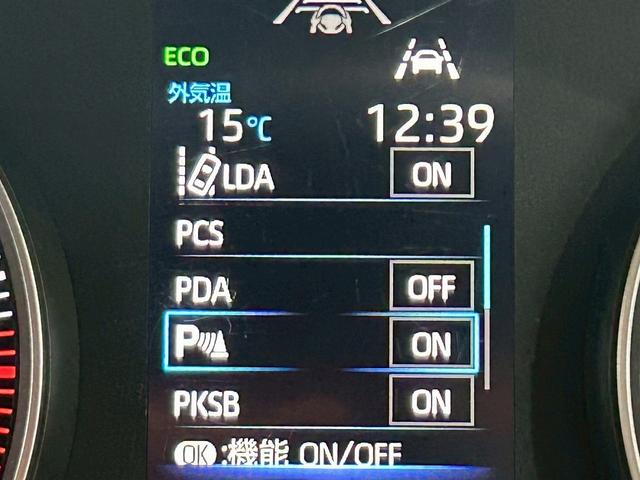 ECO
外気温
15℃ 12:39
LDA ON
PCS
PDA OFF
P ON
PKSB ON
OK:機能 ON/OFF